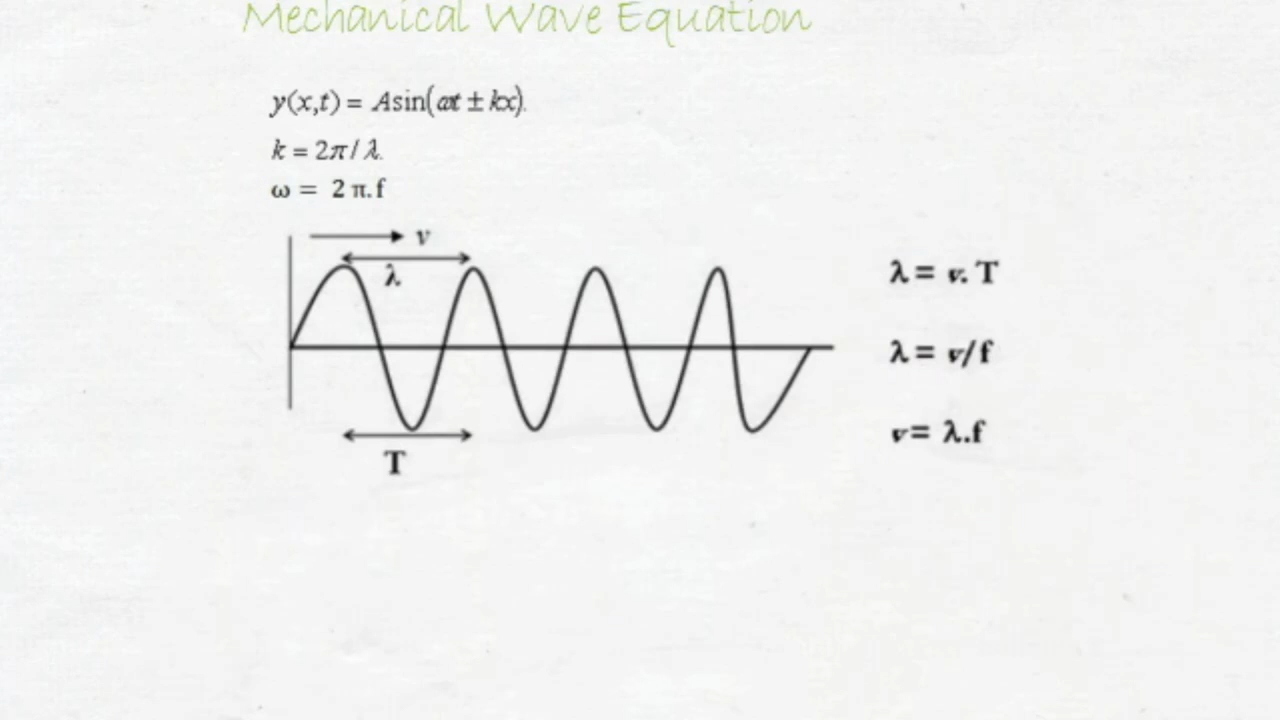 Mechanical Wave Equation
y(x,t) = Asin(ωt ± kx).
k = 2π / λ.
ω = 2 π.f
v
λ
T
λ = v. T
λ = v/f
v = λ.f